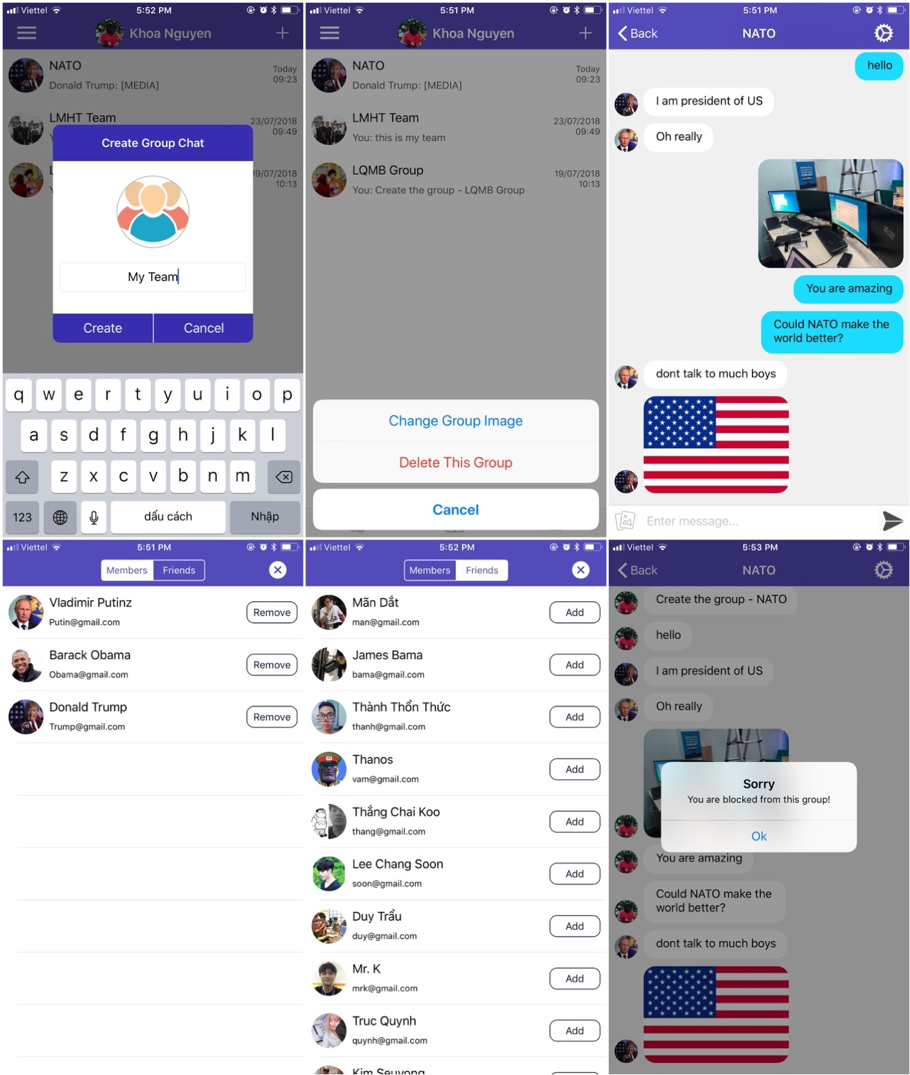 Viettel
5:52 PM
Khoa Nguyen
NATO
Today
Donald Trump: [MEDIA]
09:23
LMHT Team
23/07/2018
Y
09:49
Create Group Chat
L
19/07/2018
Y
10:13
My Team
Create
Cancel
q w e r t y u i o p
a s d f g h j k l
z x c v b n m
123
dấu cách
Nhập
Viettel
5:51 PM
Khoa Nguyen
NATO
Today
Donald Trump: [MEDIA]
09:23
LMHT Team
23/07/2018
You: this is my team
09:49
LQMB Group
19/07/2018
You: Create the group - LQMB Group
10:13
Change Group Image
Delete This Group
Cancel
Viettel
5:51 PM
Back
NATO
hello
I am president of US
Oh really
You are amazing
Could NATO make the
world better?
dont talk to much boys
Enter message...
Viettel
5:51 PM
Members
Friends
Vladimir Putinz
Putin@gmail.com
Remove
Barack Obama
Obama@gmail.com
Remove
Donald Trump
Trump@gmail.com
Remove
Viettel
5:52 PM
Members
Friends
Mãn Dắt
man@gmail.com
Add
James Bama
bama@gmail.com
Add
Thành Thổn Thức
thanh@gmail.com
Add
Thanos
vam@gmail.com
Add
Thắng Chai Koo
thang@gmail.com
Add
Lee Chang Soon
soon@gmail.com
Add
Duy Trẩu
duy@gmail.com
Add
Mr. K
mrk@gmail.com
Add
Truc Quynh
quynh@gmail.com
Add
Kim Seuyong
Viettel
5:53 PM
Back
NATO
Create the group - NATO
hello
I am president of US
Oh really
Sorry
You are blocked from this group!
Ok
You are amazing
Could NATO make the
world better?
dont talk to much boys